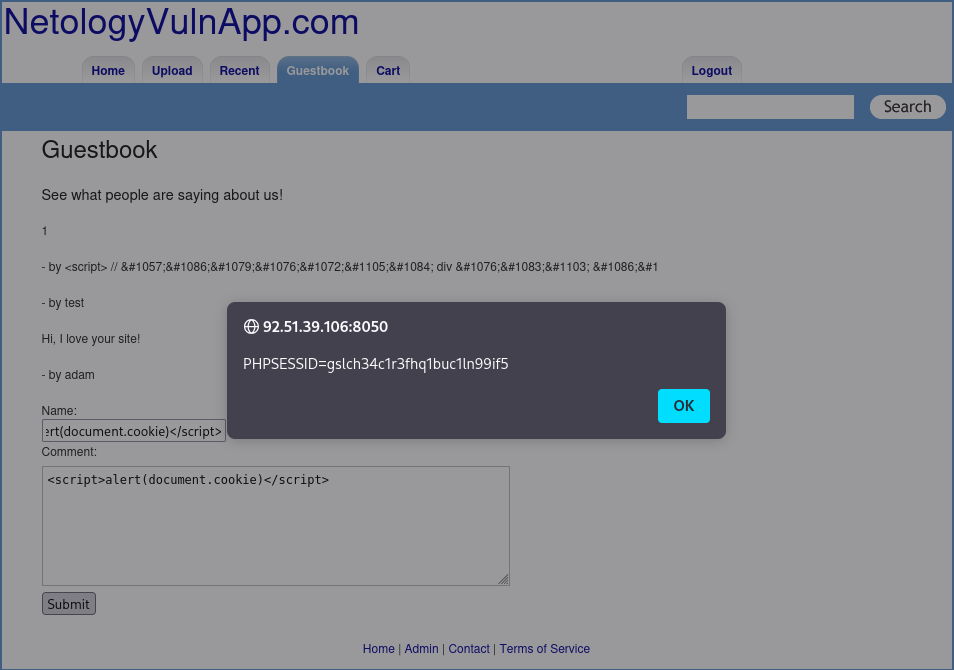 NetologyVulnApp.com
Home Upload Recent Guestbook Cart Logout
Search
Guestbook
See what people are saying about us!
1
- by <script> // &#1057;&#1086;&#1079;&#1076;&#1072;&#1105;&#1084; div &#1076;&#1083;&#1103; &#1086;&#1
- by test
Hi, I love your site!
- by adam
92.51.39.106:8050
PHPSESSID=gslch34c1r3fhq1buc1ln99if5
OK
Name:
ert(document.cookie)</script>
Comment:
<script>alert(document.cookie)</script>
Submit
Home | Admin | Contact | Terms of Service